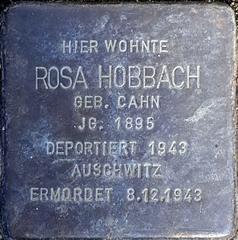 HIER WOHNTE
ROSA HOBBACH
GEB. CAHN
JG. 1895
DEPORTIERT 1943
AUSCHWITZ
ERMORDET 8.12.1943